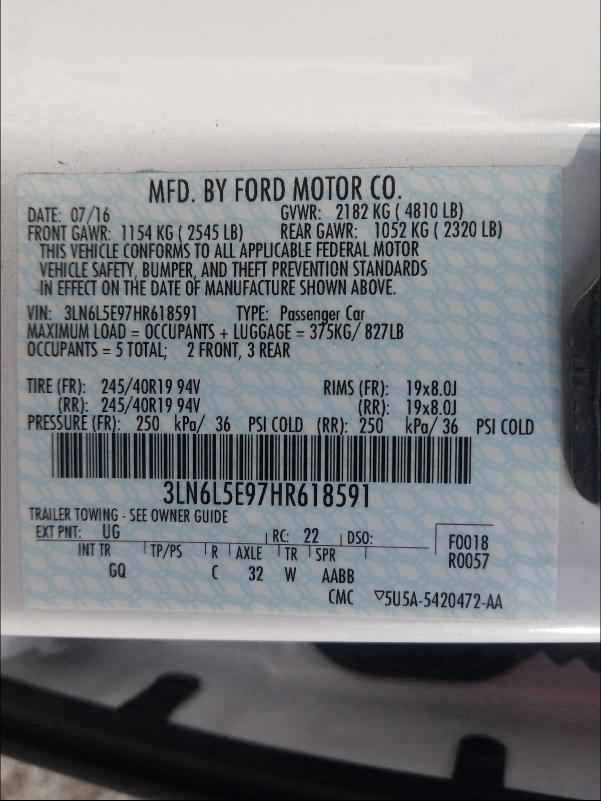 MFD. BY FORD MOTOR CO.
DATE: 07/16 GVWR: 2182 KG ( 4810 LB)
FRONT GAWR: 1154 KG ( 2545 LB) REAR GAWR: 1052 KG ( 2320 LB)
THIS VEHICLE CONFORMS TO ALL APPLICABLE FEDERAL MOTOR
VEHICLE SAFETY, BUMPER, AND THEFT PREVENTION STANDARDS
IN EFFECT ON THE DATE OF MANUFACTURE SHOWN ABOVE.
VIN: 3LN6L5E97HR618591 TYPE: Passenger Car
MAXIMUM LOAD = OCCUPANTS + LUGGAGE = 375KG/ 827LB
OCCUPANTS = 5 TOTAL; 2 FRONT, 3 REAR
TIRE (FR): 245/40R19 94V RIMS (FR): 19x8.0J
(RR): 245/40R19 94V (RR): 19x8.0J
PRESSURE (FR): 250 kPa/ 36 PSI COLD (RR): 250 kPa/ 36 PSI COLD
3LN6L5E97HR618591
TRAILER TOWING - SEE OWNER GUIDE
EXT PNT: UG RC: 22 DSO: F0018
INT TR TP/PS R AXLE TR SPR R0057
GQ C 32 W AABB
CMC ▽5U5A-5420472-AA